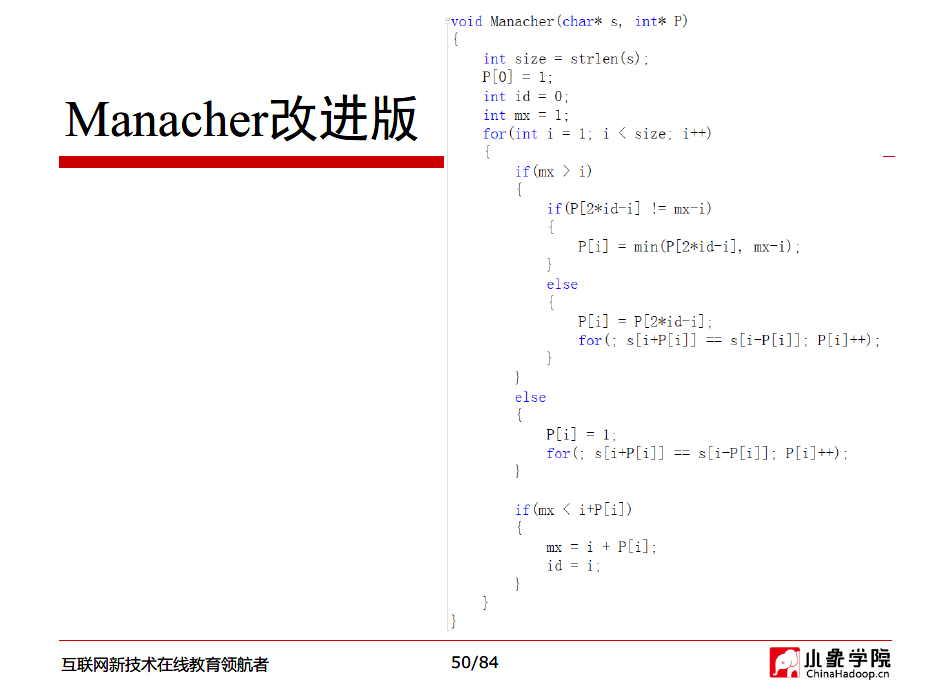 Manacher改进版
void Manacher(char* s, int* P)
{
    int size = strlen(s);
    P[0] = 1;
    int id = 0;
    int mx = 1;
    for(int i = 1; i < size; i++)
    {
        if(mx > i)
        {
            if(P[2*id-i] != mx-i)
            {
                P[i] = min(P[2*id-i], mx-i);
            }
            else
            {
                P[i] = P[2*id-i];
                for(; s[i+P[i]] == s[i-P[i]]; P[i]++);
            }
        }
        else
        {
            P[i] = 1;
            for(; s[i+P[i]] == s[i-P[i]]; P[i]++);
        }

        if(mx < i+P[i])
        {
            mx = i + P[i];
            id = i;
        }
    }
}
互联网新技术在线教育领航者
50/84
小象学院
ChinaHadoop.cn